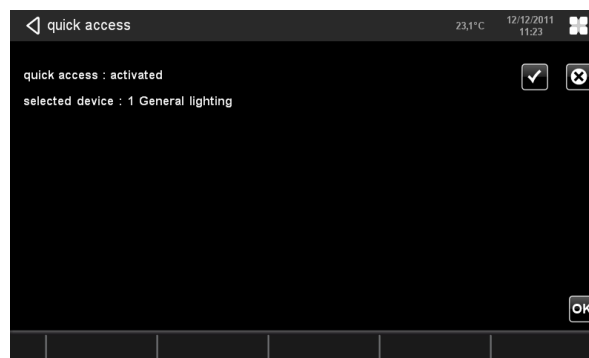 quick access
23,1°C
12/12/2011
11:23
quick access : activated
selected device : 1 General lighting
OK